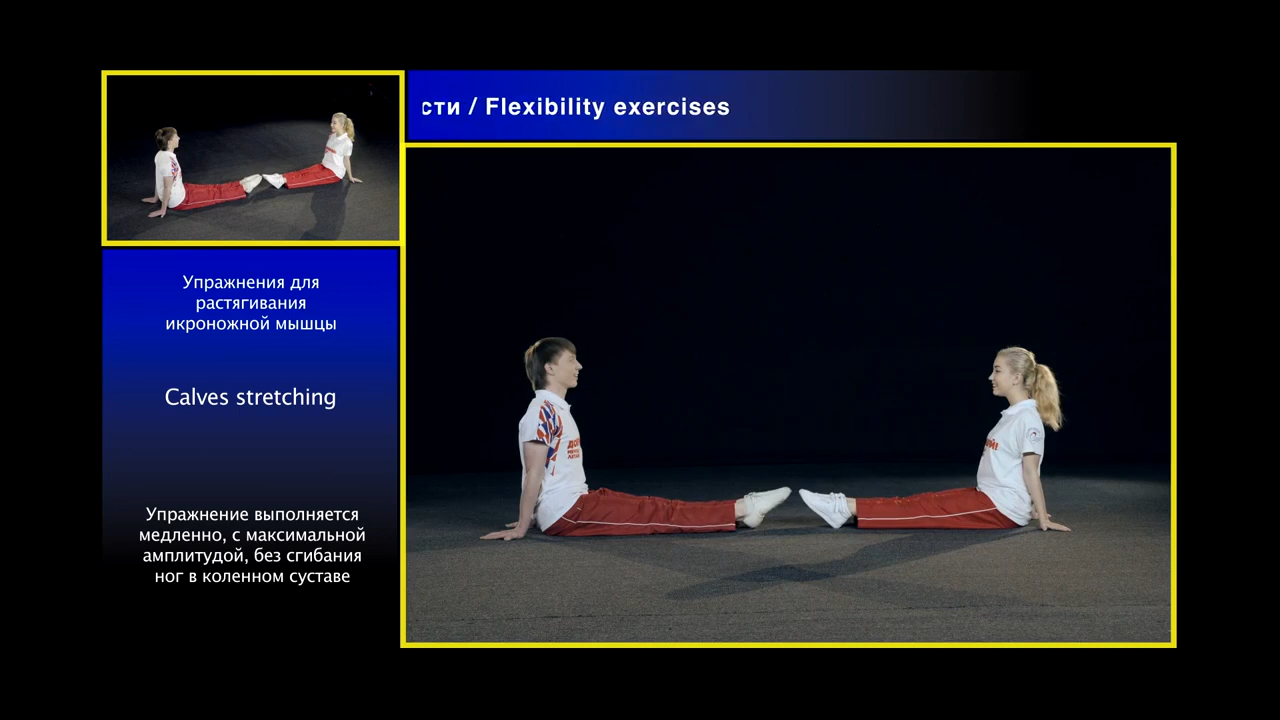 сти / Flexibility exercises
Упражнения для
растягивания
икроножной мышцы
Calves stretching
Упражнение выполняется
медленно, с максимальной
амплитудой, без сгибания
ног в коленном суставе